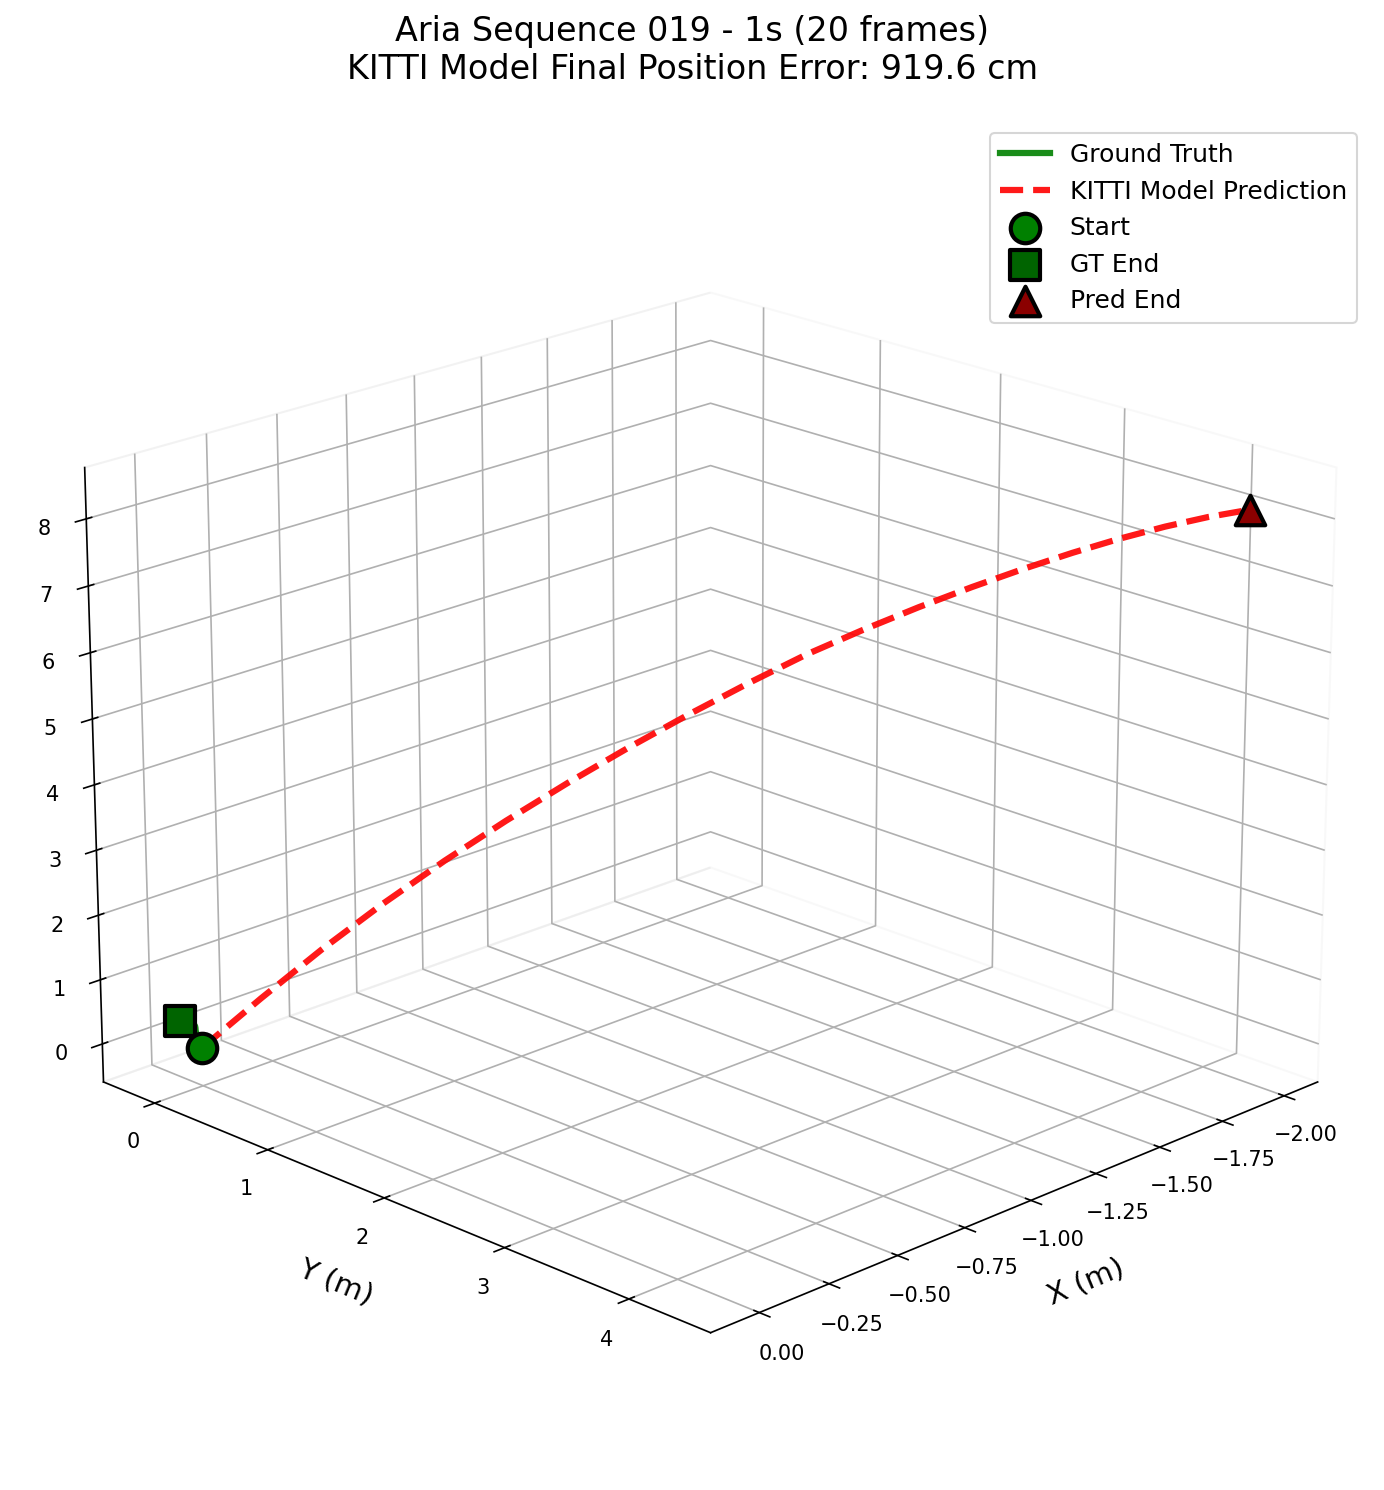 Aria Sequence 019 - 1s (20 frames)
KITTI Model Final Position Error: 919.6 cm
Ground Truth
KITTI Model Prediction
Start
GT End
Pred End
8
7
6
5
4
3
2
1
0
0
1
2
3
4
Y (m)
−2.00
−1.75
−1.50
−1.25
−1.00
−0.75
−0.50
−0.25
0.00
X (m)